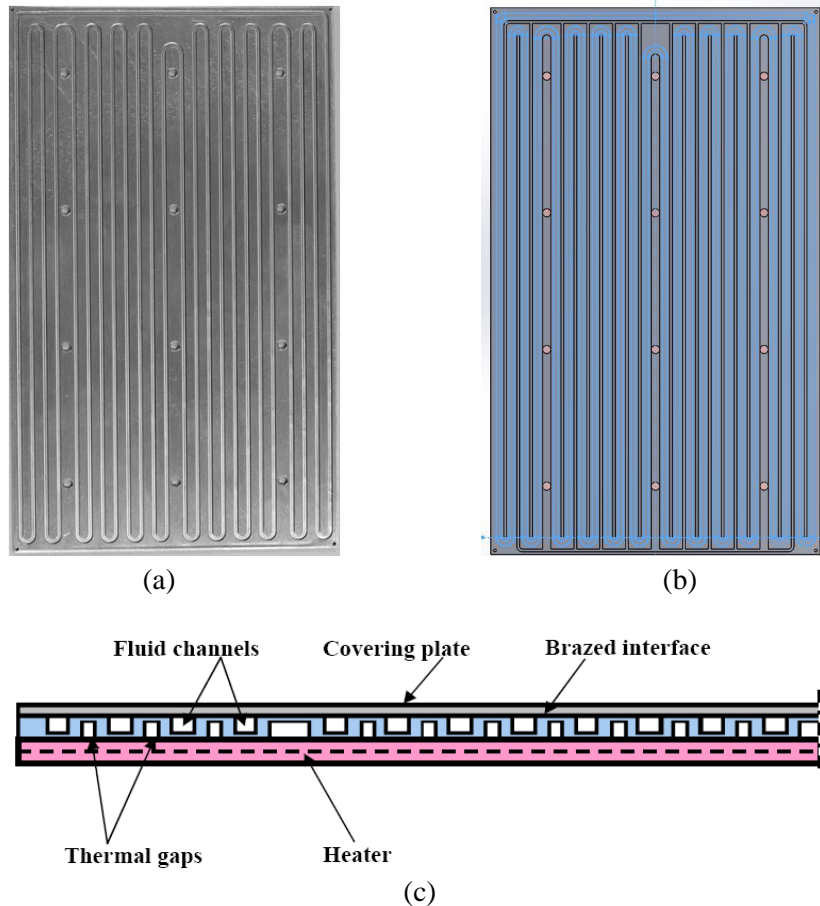 (a)
(b)
Fluid channels
Covering plate
Brazed interface
Thermal gaps
Heater
(c)